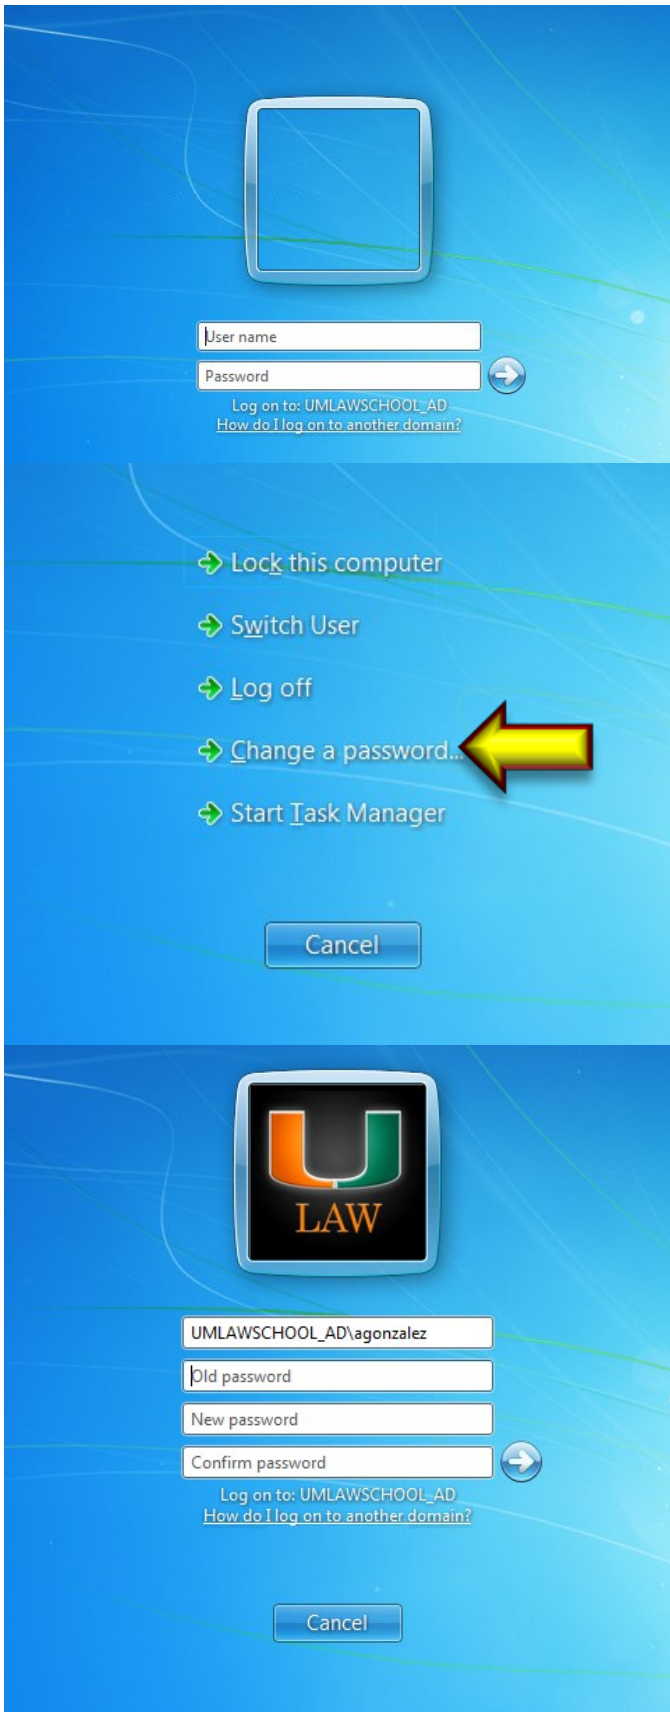 User name
Password
Log on to: UMLAWSCHOOL_AD
How do I log on to another domain?
Lock this computer
Switch User
Log off
Change a password...
Start Task Manager
Cancel
U
LAW
UMLAWSCHOOL_AD\agonzalez
Old password
New password
Confirm password
Log on to: UMLAWSCHOOL_AD
How do I log on to another domain?
Cancel